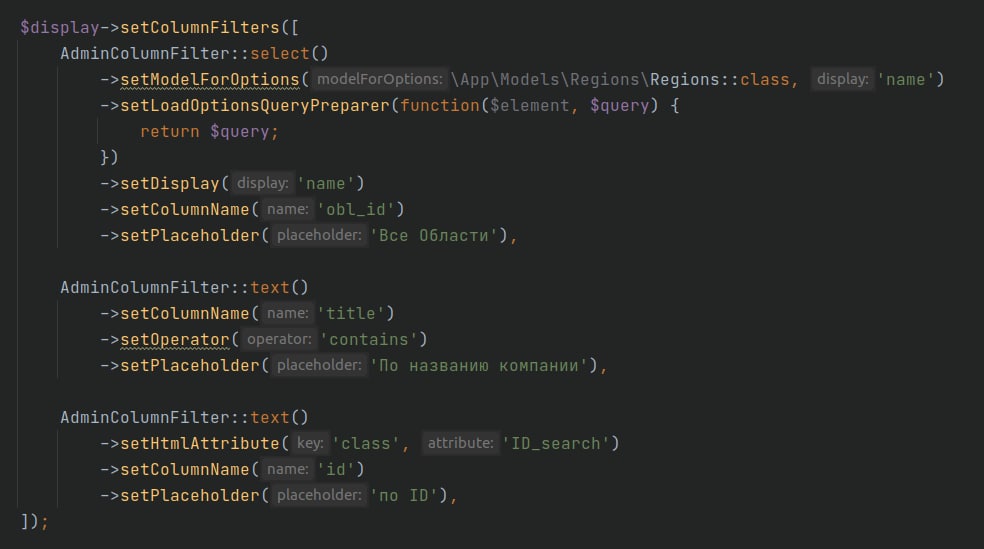 $display->setColumnFilters([
    AdminColumnFilter::select()
        ->setModelForOptions( modelForOptions: \App\Models\Regions\Regions::class, display: 'name')
        ->setLoadOptionsQueryPreparer(function($element, $query) {
            return $query;
        })
        ->setDisplay( display: 'name')
        ->setColumnName( name: 'obl_id')
        ->setPlaceholder( placeholder: 'Все Области'),

    AdminColumnFilter::text()
        ->setColumnName( name: 'title')
        ->setOperator( operator: 'contains')
        ->setPlaceholder( placeholder: 'По названию компании'),

    AdminColumnFilter::text()
        ->setHtmlAttribute( key: 'class', attribute: 'ID_search')
        ->setColumnName( name: 'id')
        ->setPlaceholder( placeholder: 'по ID'),
]);